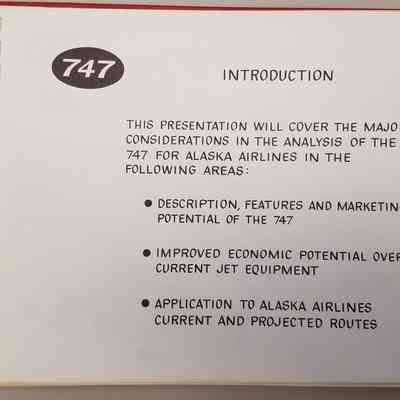 747
INTRODUCTION
THIS PRESENTATION WILL COVER THE MAJO
CONSIDERATIONS IN THE ANALYSIS OF THE
747 FOR ALASKA AIRLINES IN THE
FOLLOWING AREAS:
● DESCRIPTION, FEATURES AND MARKETIN
POTENTIAL OF THE 747
● IMPROVED ECONOMIC POTENTIAL OVER
CURRENT JET EQUIPMENT
● APPLICATION TO ALASKA AIRLINES
CURRENT AND PROJECTED ROUTES